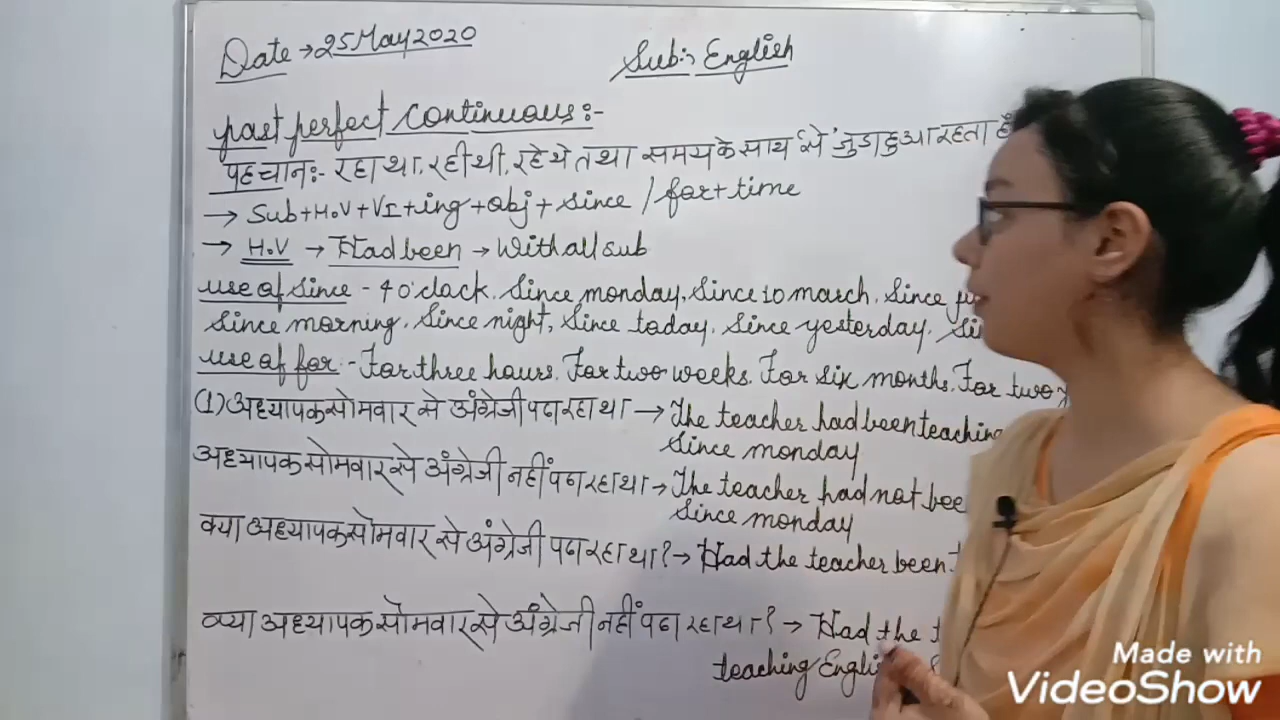 Date → 25 May 2020
Sub:- English
past perfect continuous:-
पहचान:- रहा था, रही थी, रहे थे तथा समय के साथ 'से' जुडा हुआ रहता है
→ Sub + H.V + VI + ing + obj + since / for + time
→ H.V → Had been → With all sub
use of since - 4 o'clock, Since monday, Since 10 march, Since
Since morning, Since night, Since today, Since yesterday,
use of for - For three hours, For two weeks, For six months, For two
(1) अध्यापक सोमवार से अंग्रेजी पढा रहा था → The teacher had been teaching
Since monday
अध्यापक सोमवार से अंग्रेजी नहीं पढा रहा था → The teacher had not
Since monday
क्या अध्यापक सोमवार से अंग्रेजी पढा रहा था? → Had the teacher been
क्या अध्यापक सोमवार से अंग्रेजी नहीं पढा रहा था? → Had the
teaching
Made with
VideoShow